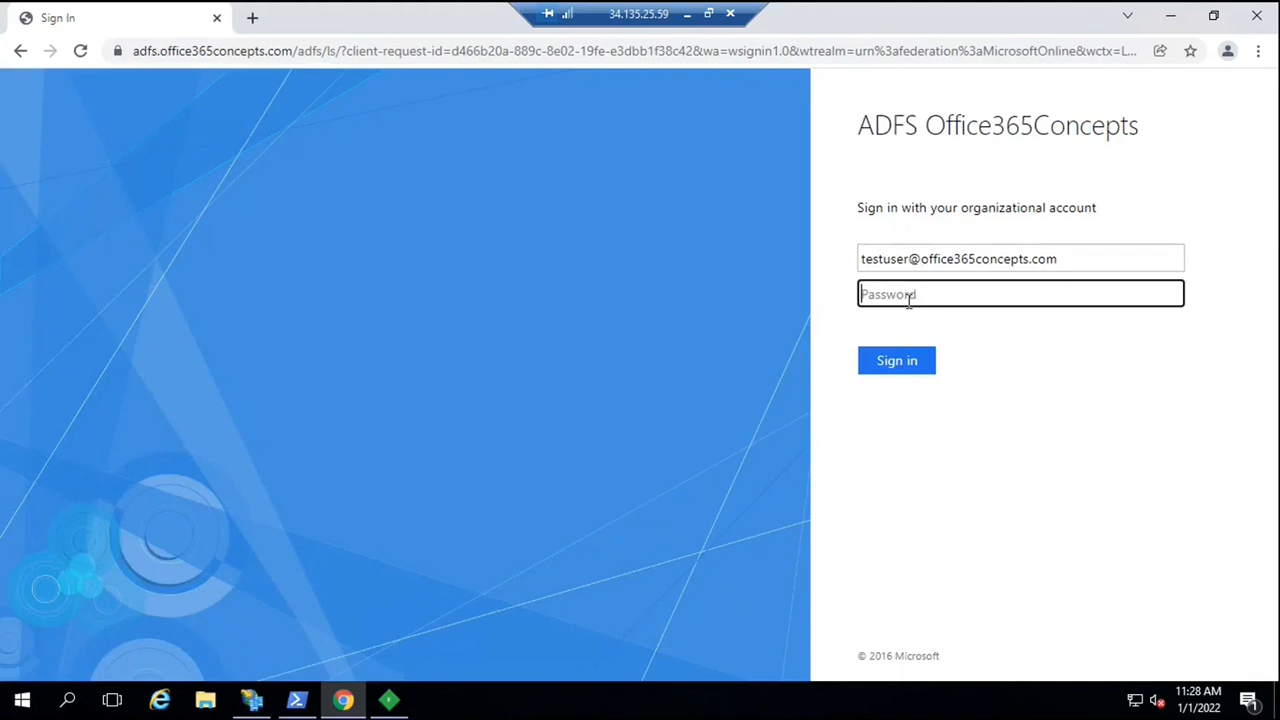 Sign In
34.135.25.59
adfs.office365concepts.com/adfs/ls/?client-request-id=d466b20a-889c-8e02-19fe-e3dbb1f38c42&wa=wsignin1.0&wtrealm=urn%3afederation%3aMicrosoftOnline&wctx=L...
ADFS Office365Concepts
Sign in with your organizational account
testuser@office365concepts.com
Password
Sign in
© 2016 Microsoft
11:28 AM
1/1/2022
1